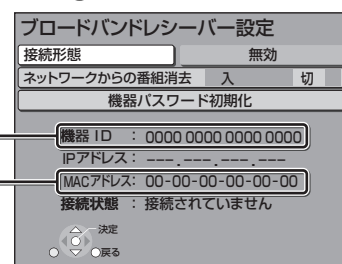 ブロードバンドレシーバー設定
接続形態 無効
ネットワークからの番組消去 入 切
機器パスワード初期化
機器 ID : 0000 0000 0000 0000
IPアドレス : ---.---.---.---
MACアドレス: 00-00-00-00-00-00
接続状態 : 接続されていません
決定
戻る